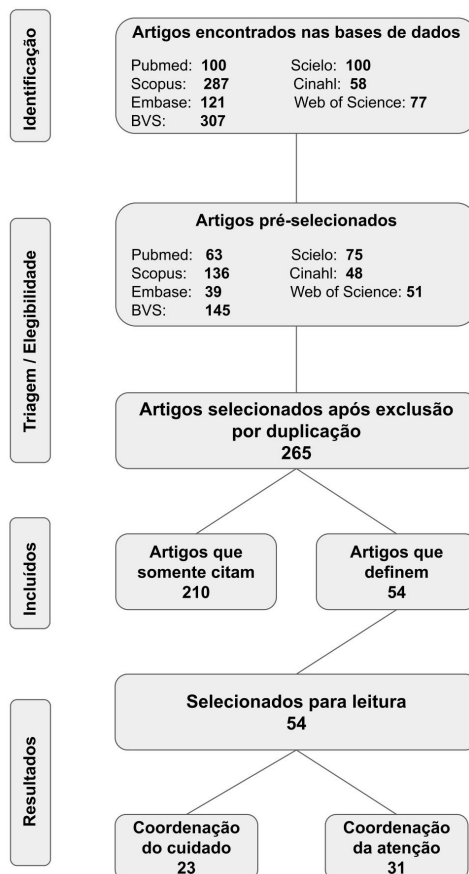 Identificação
Artigos encontrados nas bases de dados
Pubmed: 100 Scielo: 100
Scopus: 287 Cinahl: 58
Embase: 121 Web of Science: 77
BVS: 307
Triagem / Elegibilidade
Artigos pré-selecionados
Pubmed: 63 Scielo: 75
Scopus: 136 Cinahl: 48
Embase: 39 Web of Science: 51
BVS: 145
Artigos selecionados após exclusão
por duplicação
265
Incluídos
Artigos que
somente citam
210
Artigos que
definem
54
Resultados
Selecionados para leitura
54
Coordenação
do cuidado
23
Coordenação
da atenção
31